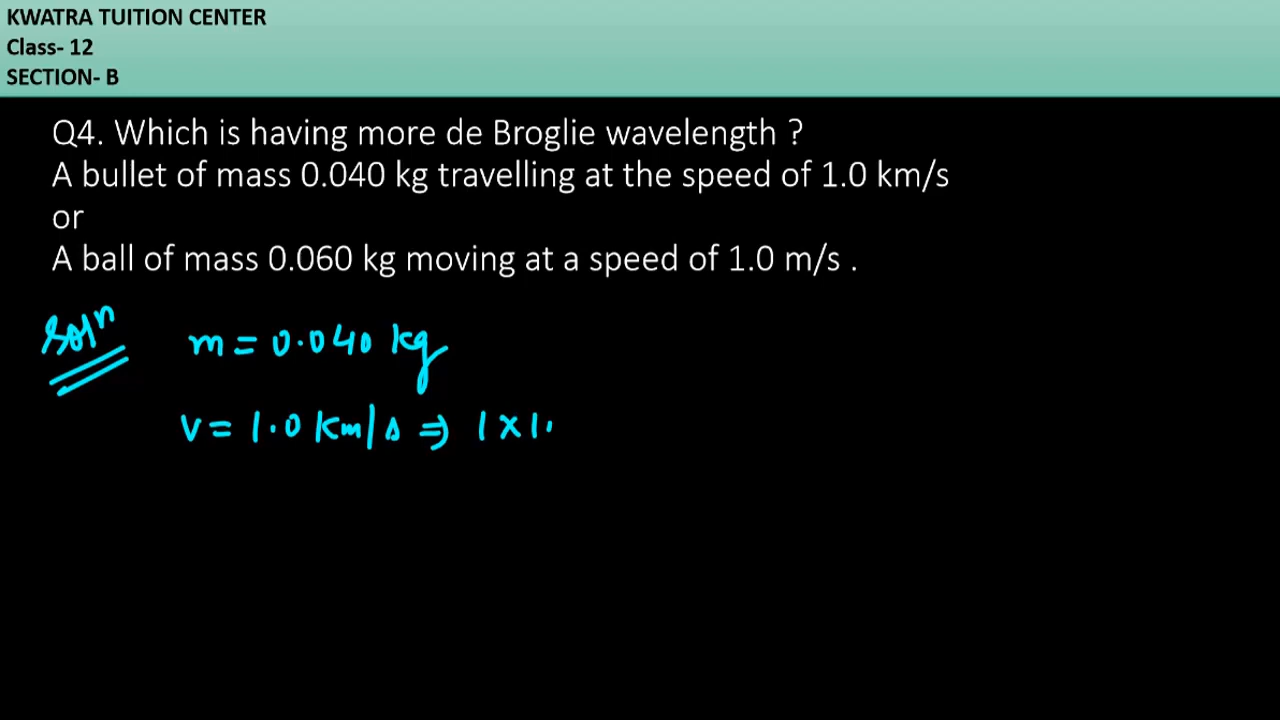 KWATRA TUITION CENTER
Class- 12
SECTION- B
Q4. Which is having more de Broglie wavelength ?
A bullet of mass 0.040 kg travelling at the speed of 1.0 km/s
or
A ball of mass 0.060 kg moving at a speed of 1.0 m/s .
Solⁿ m = 0.040 kg
v = 1.0 km/s ⇒ 1 × 1